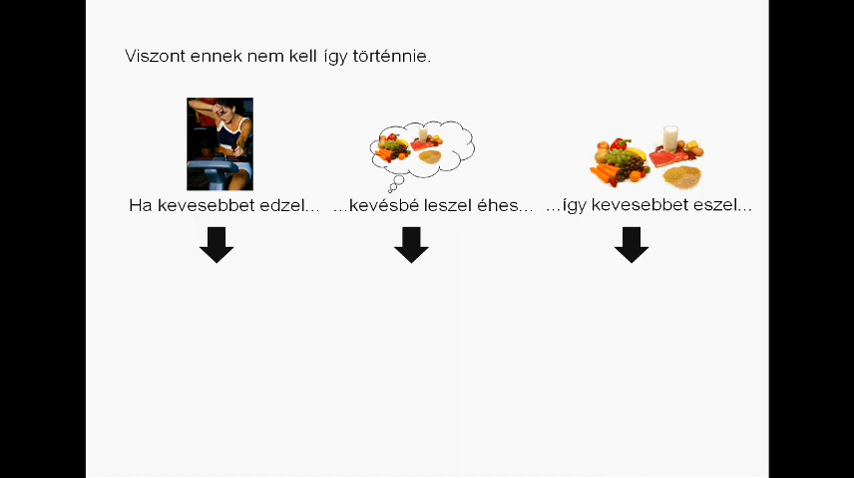 Viszont ennek nem kell így történnie.
Ha kevesebbet edzel... ...kevésbé leszel éhes... ...így kevesebbet eszel...